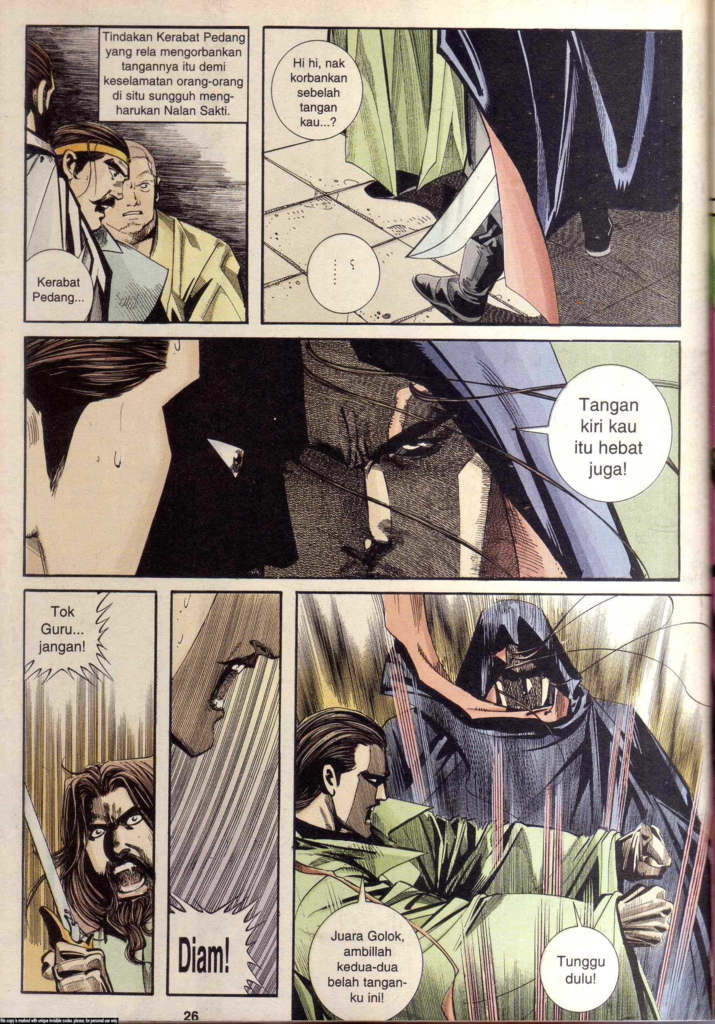 Tindakan Kerabat Pedang
yang rela mengorbankan
tangannya itu demi
keselamatan orang-orang
di situ sungguh meng-
harukan Nalan Sakti.
Kerabat
Pedang...
Hi hi, nak
korbankan
sebelah
tangan
kau...?
......
Tangan
kiri kau
itu hebat
juga!
Tok
Guru...
jangan!
Diam!
Juara Golok,
ambillah
kedua-dua
belah tangan-
ku ini!
Tunggu
dulu!
26